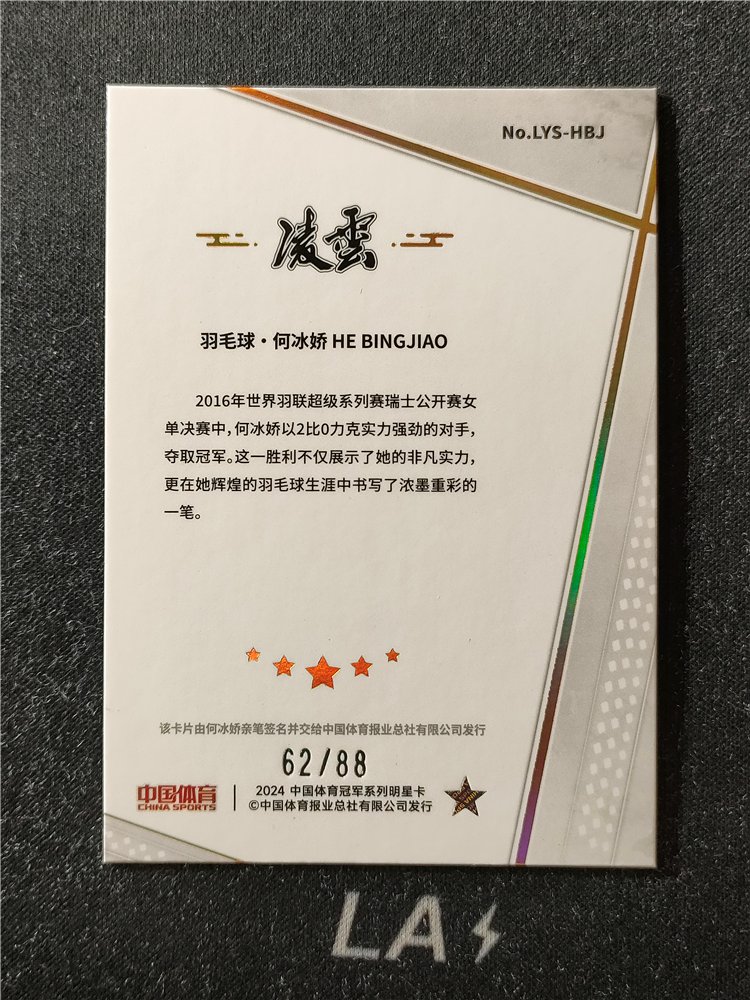 No.LYS-HBJ
凌雲
羽毛球·何冰娇 HE BINGJIAO
2016年世界羽联超级系列赛瑞士公开赛女
单决赛中,何冰娇以2比0力克实力强劲的对手,
夺取冠军。这一胜利不仅展示了她的非凡实力,
更在她辉煌的羽毛球生涯中书写了浓墨重彩的
一笔。
该卡片由何冰娇亲笔签名并交给中国体育报业总社有限公司发行
62/88
中国体育
CHINA SPORTS
2024 中国体育冠军系列明星卡
©中国体育报业总社有限公司发行
LA